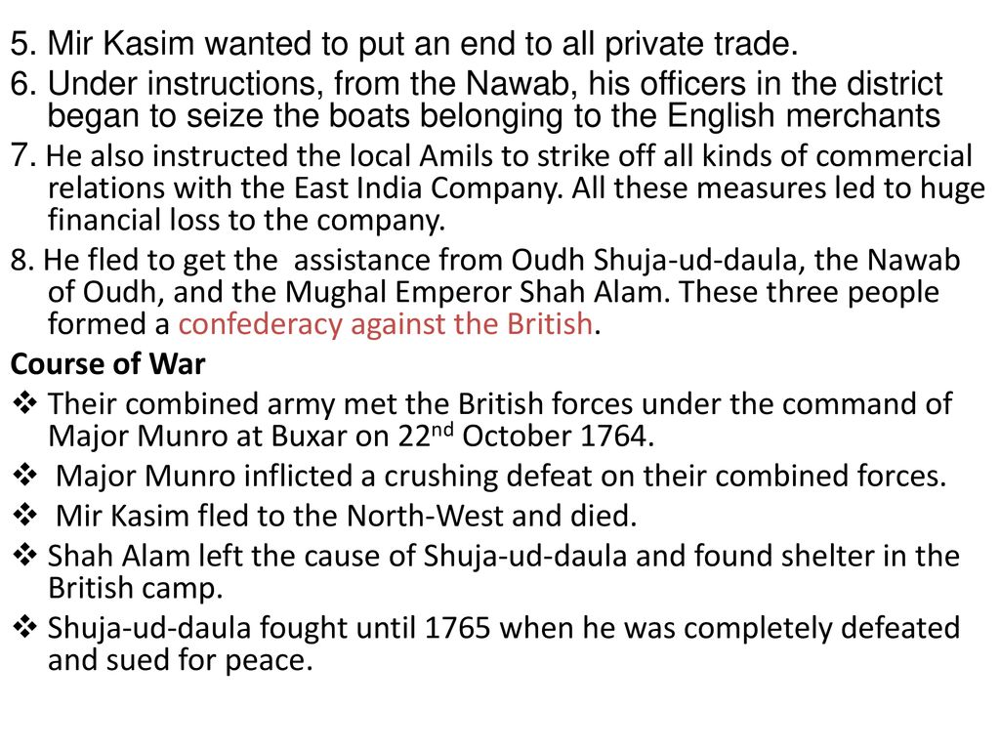 5. Mir Kasim wanted to put an end to all private trade.
6. Under instructions, from the Nawab, his officers in the district
began to seize the boats belonging to the English merchants
7. He also instructed the local Amils to strike off all kinds of commercial
relations with the East India Company. All these measures led to huge
financial loss to the company.
8. He fled to get the  assistance from Oudh Shuja-ud-daula, the Nawab
of Oudh, and the Mughal Emperor Shah Alam. These three people
formed a confederacy against the British.
Course of War
❖ Their combined army met the British forces under the command of
Major Munro at Buxar on 22nd October 1764.
❖ Major Munro inflicted a crushing defeat on their combined forces.
❖ Mir Kasim fled to the North-West and died.
❖ Shah Alam left the cause of Shuja-ud-daula and found shelter in the
British camp.
❖ Shuja-ud-daula fought until 1765 when he was completely defeated
and sued for peace.